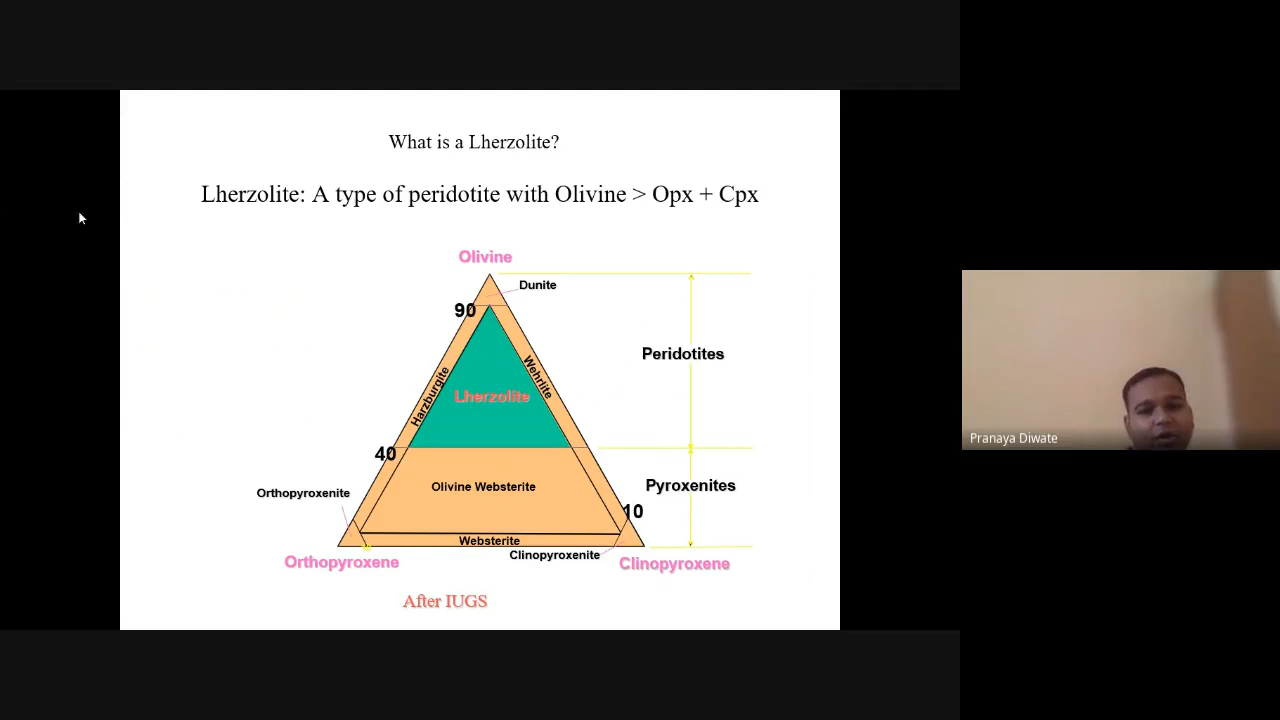 What is a Lherzolite?
Lherzolite: A type of peridotite with Olivine > Opx + Cpx
Olivine
Dunite
90
Peridotites
Harzburgite
Wehrlite
Lherzolite
40
Olivine Websterite
Pyroxenites
Orthopyroxenite
10
Websterite
Clinopyroxenite
Orthopyroxene
Clinopyroxene
After IUGS
Pranaya Diwate